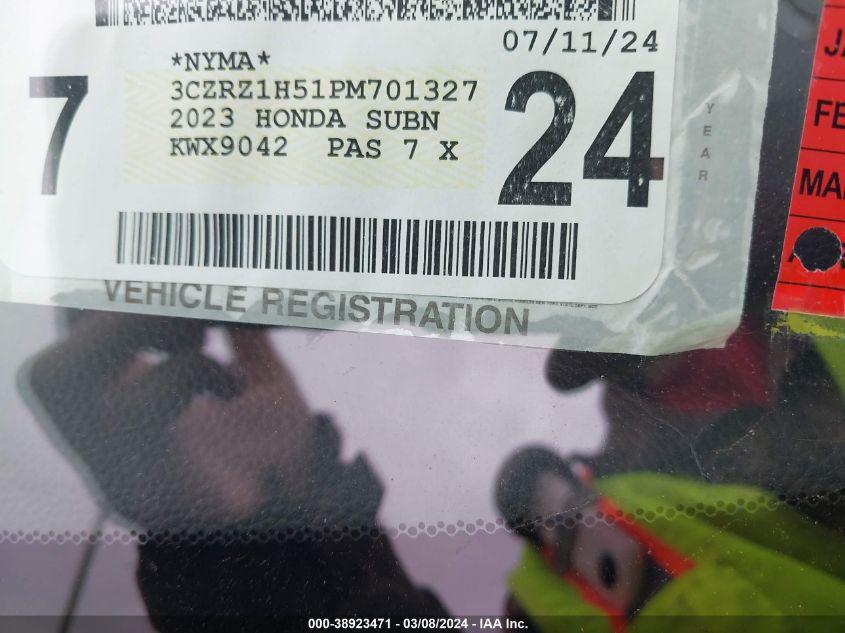 07/11/24
*NYMA*
7
3CZRZ1H51PM701327
2023 HONDA SUBN
KWX9042 PAS 7 X
24
YEAR
VEHICLE REGISTRATION
FE
000-38923471 - 03/08/2024 - IAA Inc.